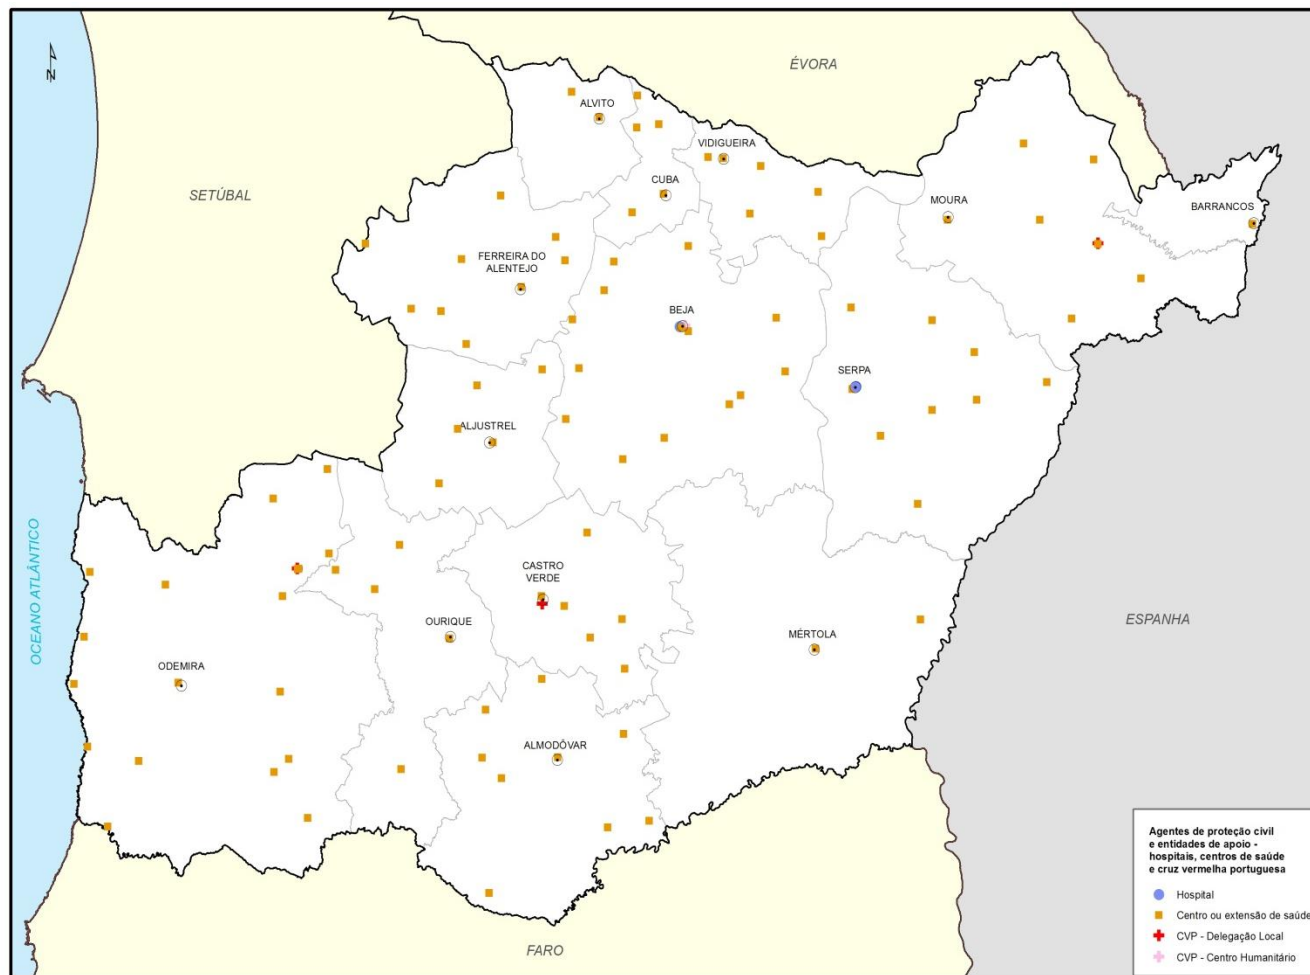 ÉVORA
ALVITO
VIDIGUEIRA
CUBA
SETÚBAL
MOURA
BARRANCOS
FERREIRA DO
ALENTEJO
BEJA
SERPA
ALJUSTREL
OCEANO ATLÂNTICO
CASTRO
VERDE
OURIQUE
MÉRTOLA
ESPANHA
ODEMIRA
ALMODÔVAR
FARO
N
Agentes de proteção civil
e entidades de apoio -
hospitais, centros de saúde
e cruz vermelha portuguesa
Hospital
Centro ou extensão de saúde
CVP - Delegação Local
CVP - Centro Humanitário